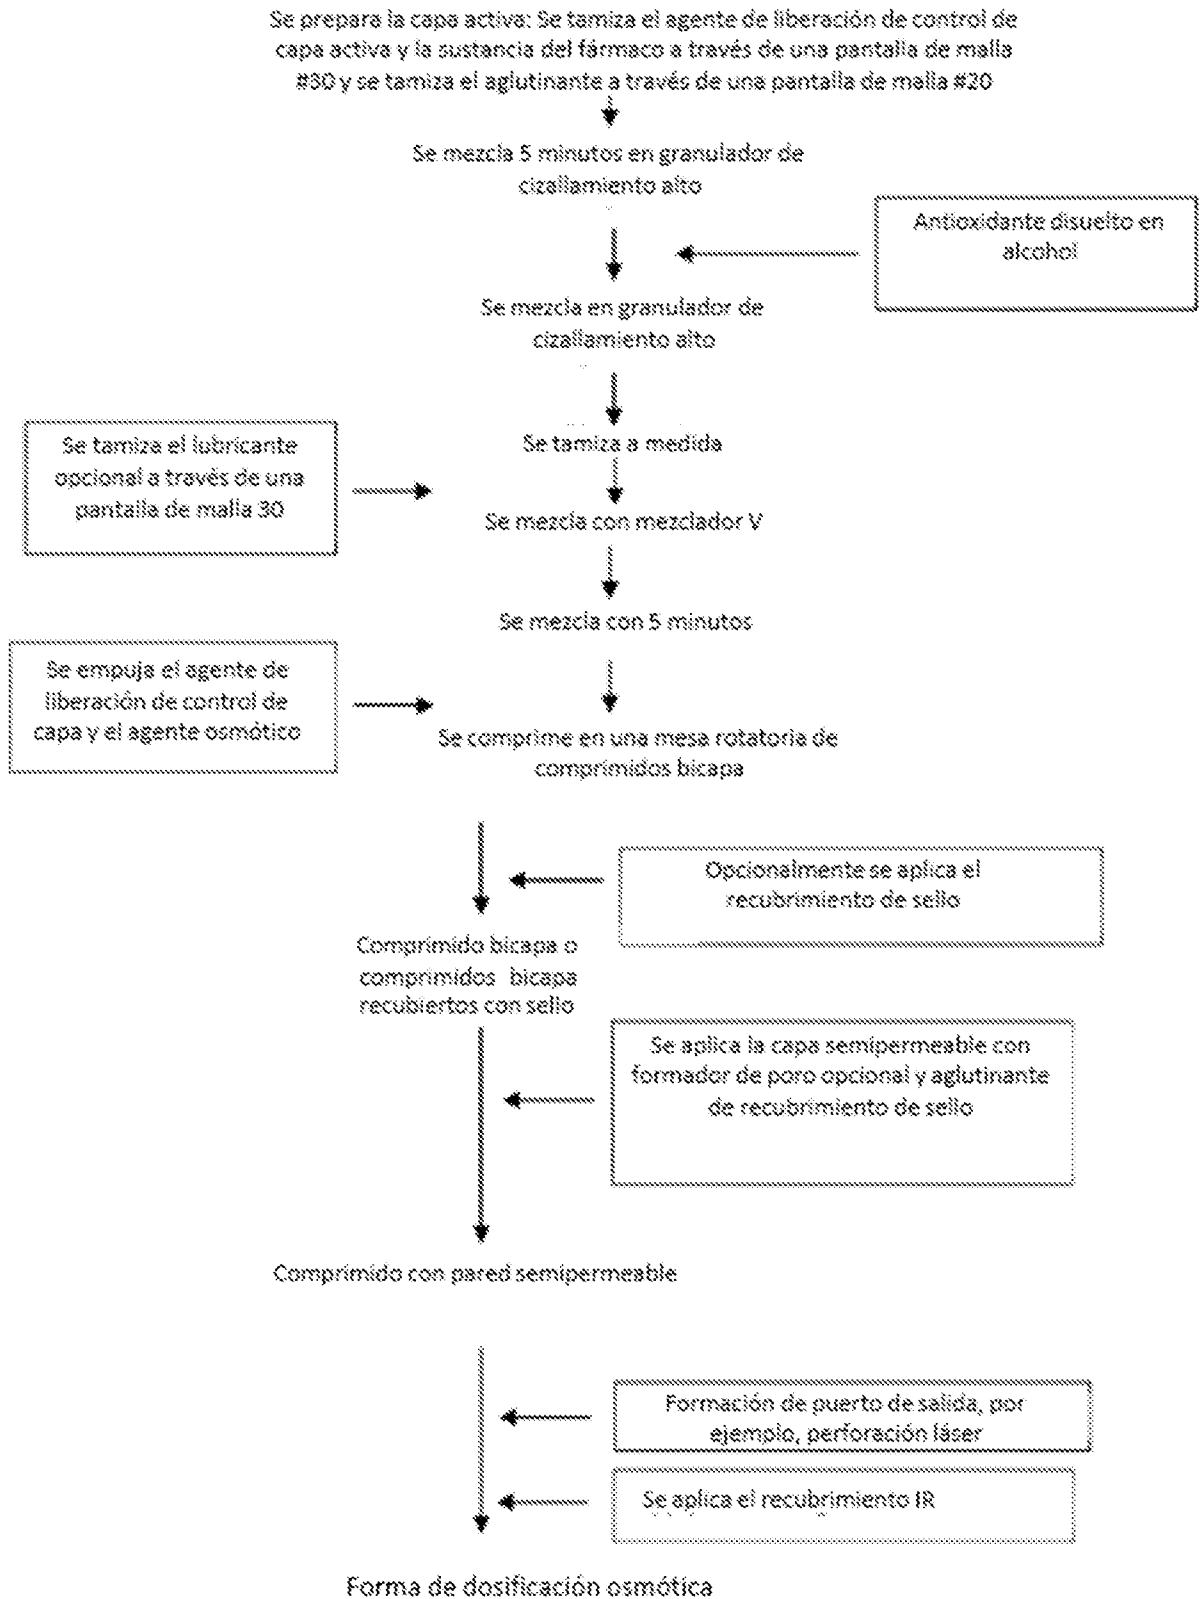 Se prepara la capa activa: Se tamiza el agente de liberación de control de
capa activa y la sustancia del fármaco a través de una pantalla de malla
#30 y se tamiza el aglutinante a través de una pantalla de malla #20
Se mezcla 5 minutos en granulador de
cizallamiento alto
Antioxidante disuelto en
alcohol
Se mezcla en granulador de
cizallamiento alto
Se tamiza a medida
Se tamiza el lubricante
opcional a través de una
pantalla de malla 30
Se mezcla con mezclador V
Se mezcla con 5 minutos
Se empuja el agente de
liberación de control de
capa y el agente osmótico
Se comprime en una mesa rotatoria de
comprimidos bicapa
Opcionalmente se aplica el
recubrimiento de sello
Comprimido bicapa o
comprimidos bicapa
recubiertos con sello
Se aplica la capa semipermeable con
formador de poro opcional y aglutinante
de recubrimiento de sello
Comprimido con pared semipermeable
Formación de puerto de salida, por
ejemplo, perforación láser
Se aplica el recubrimiento IR
Forma de dosificación osmótica